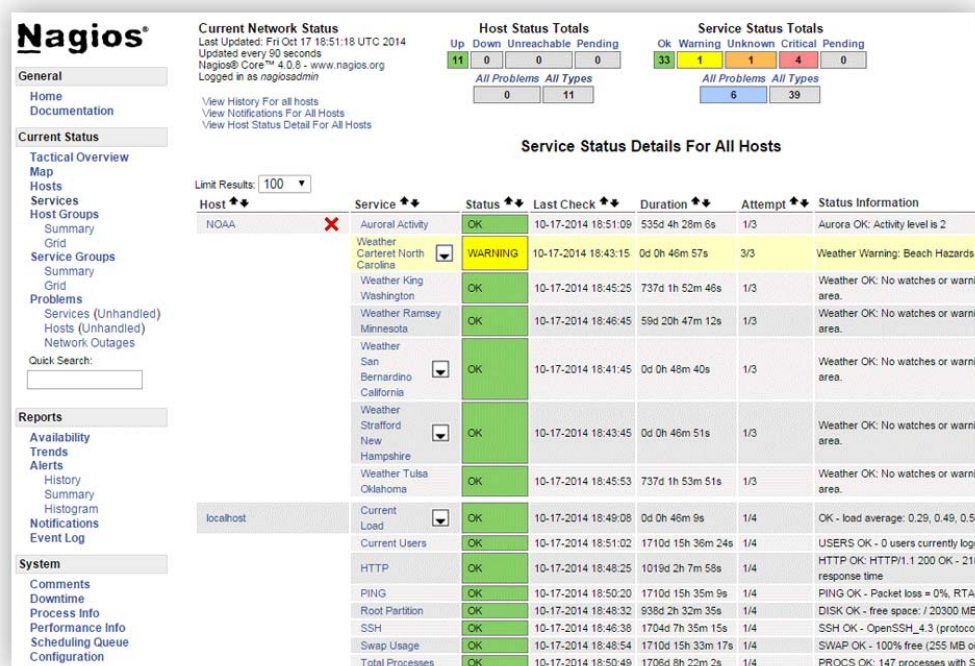 Nagios®
General
Home
Documentation
Current Status
Tactical Overview
Map
Hosts
Services
Host Groups
Summary
Grid
Service Groups
Summary
Grid
Problems
Services (Unhandled)
Hosts (Unhandled)
Network Outages
Quick Search:
Reports
Availability
Trends
Alerts
History
Summary
Histogram
Notifications
Event Log
System
Comments
Downtime
Process Info
Performance Info
Scheduling Queue
Configuration
Current Network Status
Last Updated: Fri Oct 17 18:51:18 UTC 2014
Updated every 90 seconds
Nagios® Core™ 4.0.8 - www.nagios.org
Logged in as nagiosadmin
View History For all hosts
View Notifications For All Hosts
View Host Status Detail For All Hosts
Host Status Totals
Up Down Unreachable Pending
11 0 0 0
All Problems All Types
0 11
Service Status Totals
Ok Warning Unknown Critical Pending
33 1 1 4 0
All Problems All Types
6 39
Service Status Details For All Hosts
Limit Results: 100
Host Service Status Last Check Duration Attempt Status Information
NOAA Auroral Activity OK 10-17-2014 18:51:09 535d 4h 28m 6s 1/3 Aurora OK: Activity level is 2
Weather
Carteret North
Carolina
WARNING 10-17-2014 18:43:15 0d 0h 46m 57s 3/3 Weather Warning: Beach Hazards
Weather King
Washington
OK 10-17-2014 18:45:25 737d 1h 52m 46s 1/3 Weather OK: No watches or warni
area.
Weather Ramsey
Minnesota
OK 10-17-2014 18:46:45 59d 20h 47m 12s 1/3 Weather OK: No watches or warni
area.
Weather
San
Bernardino
California
OK 10-17-2014 18:41:45 0d 0h 48m 40s 1/3 Weather OK: No watches or warni
area.
Weather
Strafford
New
Hampshire
OK 10-17-2014 18:43:45 0d 0h 46m 51s 1/3 Weather OK: No watches or warni
area.
Weather Tulsa
Oklahoma
OK 10-17-2014 18:45:53 737d 1h 53m 51s 1/3 Weather OK: No watches or warni
area.
localhost
Current
Load
OK 10-17-2014 18:49:08 0d 0h 46m 9s 1/4 OK - load average: 0.29, 0.49, 0.5
Current Users OK 10-17-2014 18:51:02 1710d 15h 36m 24s 1/4 USERS OK - 0 users currently log
HTTP OK 10-17-2014 18:48:25 1019d 2h 7m 58s 1/4 HTTP OK: HTTP/1.1 200 OK - 21
response time
PING OK 10-17-2014 18:50:20 1710d 15h 35m 9s 1/4 PING OK - Packet loss = 0%, RTA
Root Partition OK 10-17-2014 18:48:32 938d 2h 32m 35s 1/4 DISK OK - free space: / 20300 MB
SSH OK 10-17-2014 18:46:38 1704d 7h 35m 15s 1/4 SSH OK - OpenSSH_4.3 (protoco
Swap Usage OK 10-17-2014 18:48:54 1710d 15h 33m 17s 1/4 SWAP OK - 100% free (255 MB o
Total Processes OK 10-17-2014 18:50:49 1706d 8h 22m 2s 1/4 PROCS OK: 147 processes with S